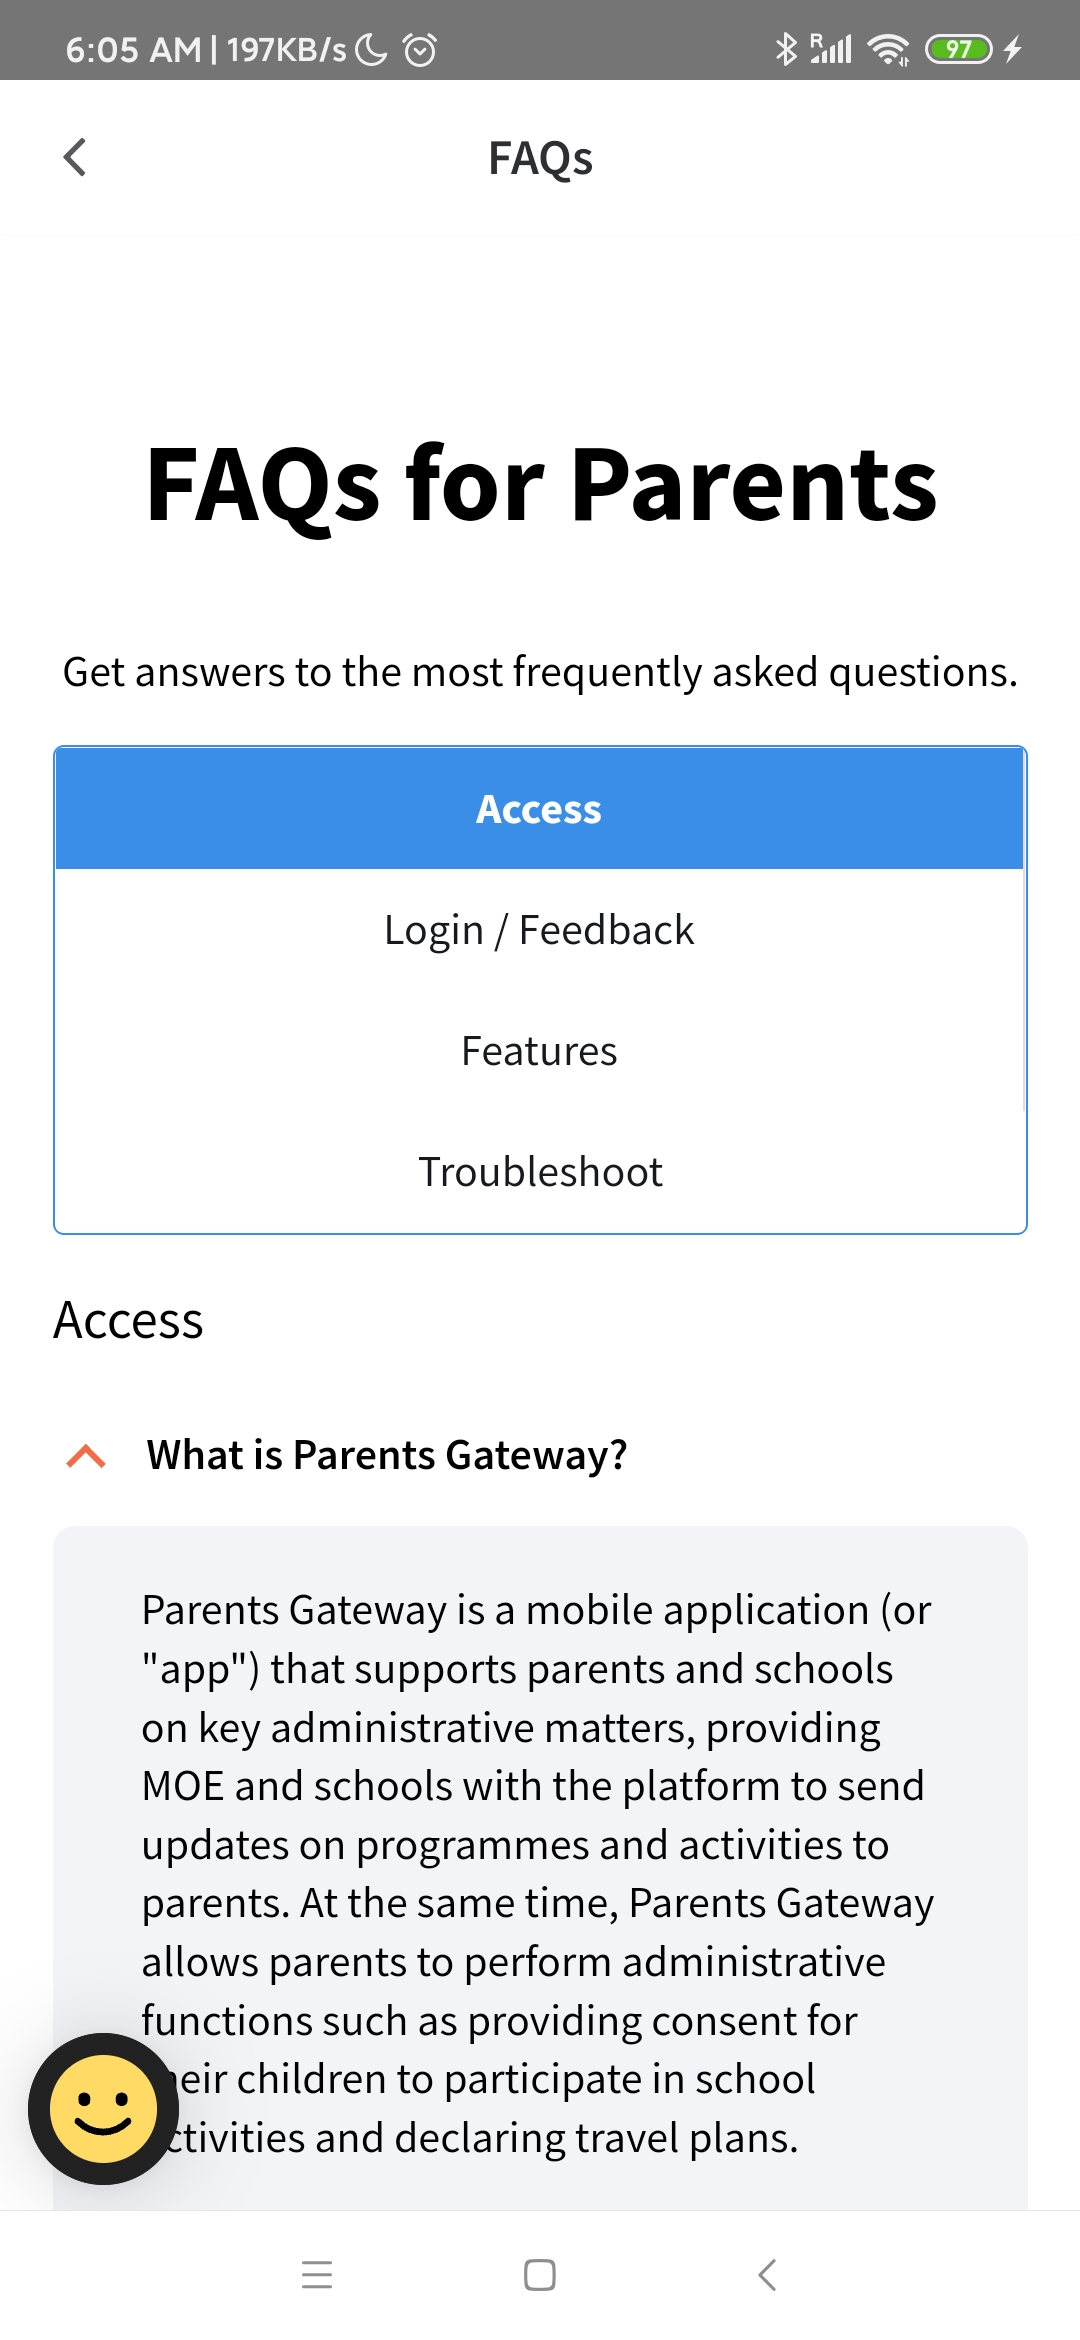 6:05 AM | 197KB/s
R
97
FAQs
FAQs for Parents
Get answers to the most frequently asked questions.
Access
Login / Feedback
Features
Troubleshoot
Access
What is Parents Gateway?
Parents Gateway is a mobile application (or
"app") that supports parents and schools
on key administrative matters, providing
MOE and schools with the platform to send
updates on programmes and activities to
parents. At the same time, Parents Gateway
allows parents to perform administrative
functions such as providing consent for
children to participate in school
and declaring travel plans.